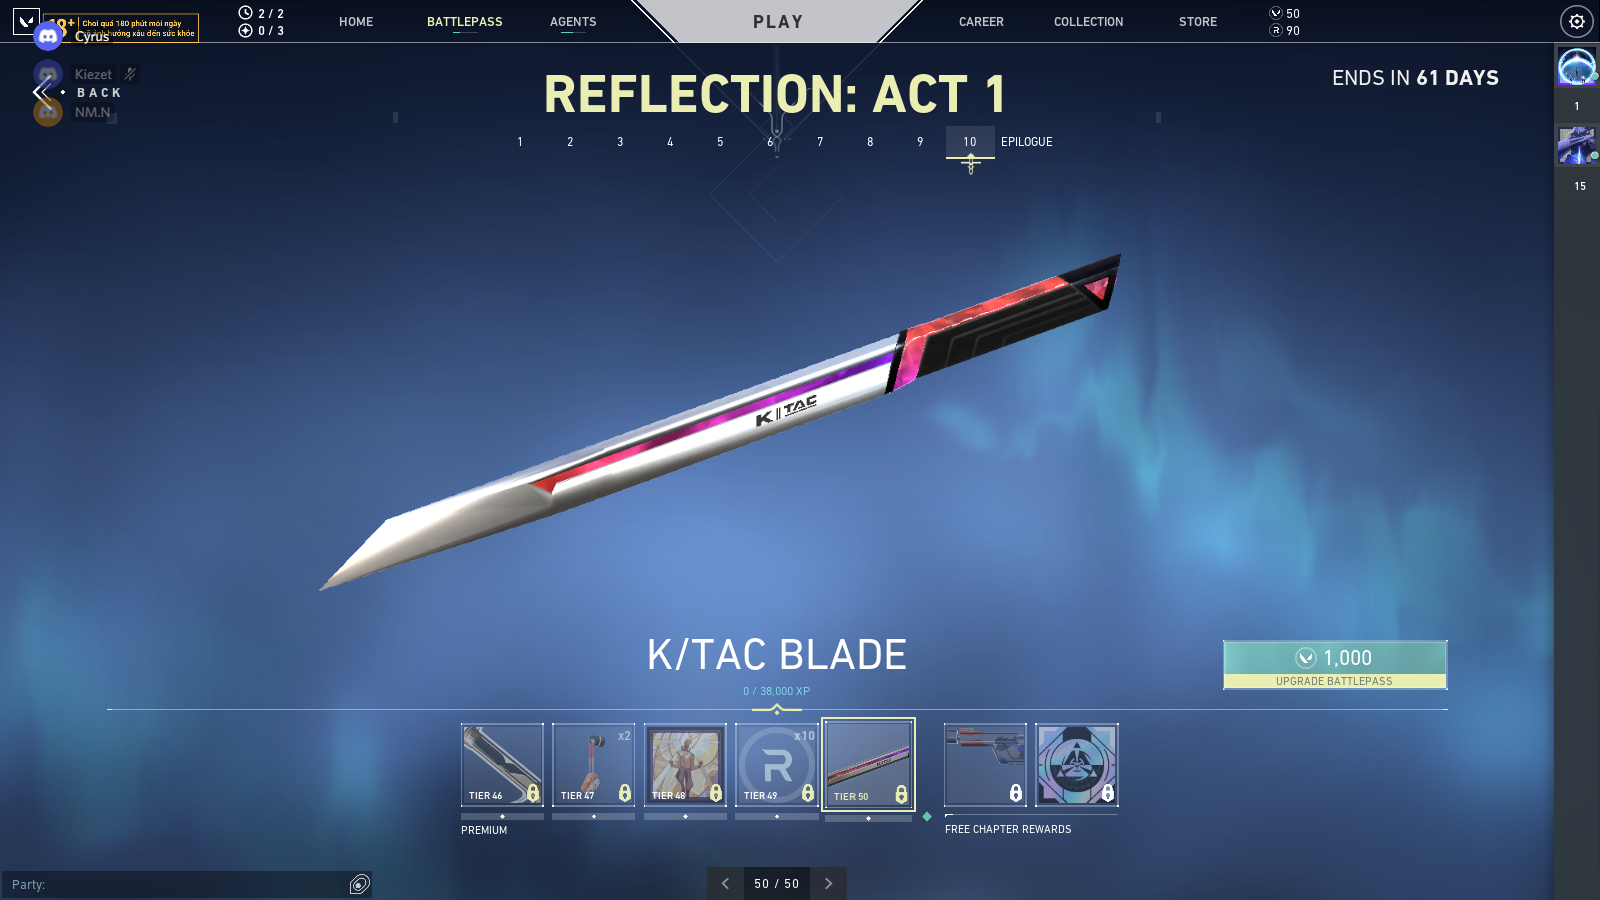 18+ Chơi quá 180 phút mỗi ngày
hưởng xấu đến sức khỏe
Cyrus
Kiezet
BACK
NM.N
2 / 2
0 / 3
HOME
BATTLEPASS
AGENTS
PLAY
CAREER
COLLECTION
STORE
50
90
REFLECTION: ACT 1
ENDS IN 61 DAYS
1 2 3 4 5 6 7 8 9 10 EPILOGUE
1
15
K/TAC
K/TAC BLADE
0 / 38,000 XP
1,000
UPGRADE BATTLEPASS
x2
x10
R
TIER 46
TIER 47
TIER 48
TIER 49
TIER 50
PREMIUM
FREE CHAPTER REWARDS
Party:
50 / 50